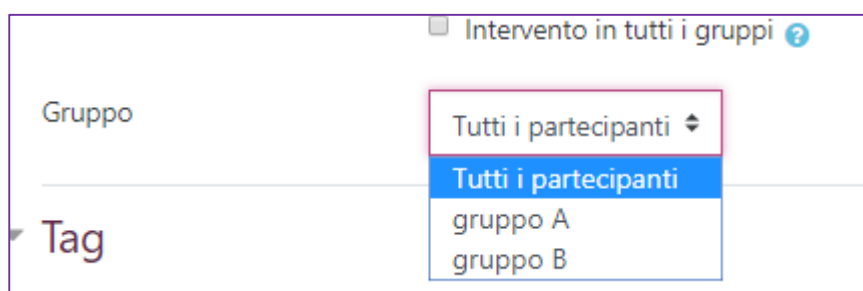 Intervento in tutti i gruppi
Gruppo
Tutti i partecipanti
Tutti i partecipanti
gruppo A
gruppo B
Tag